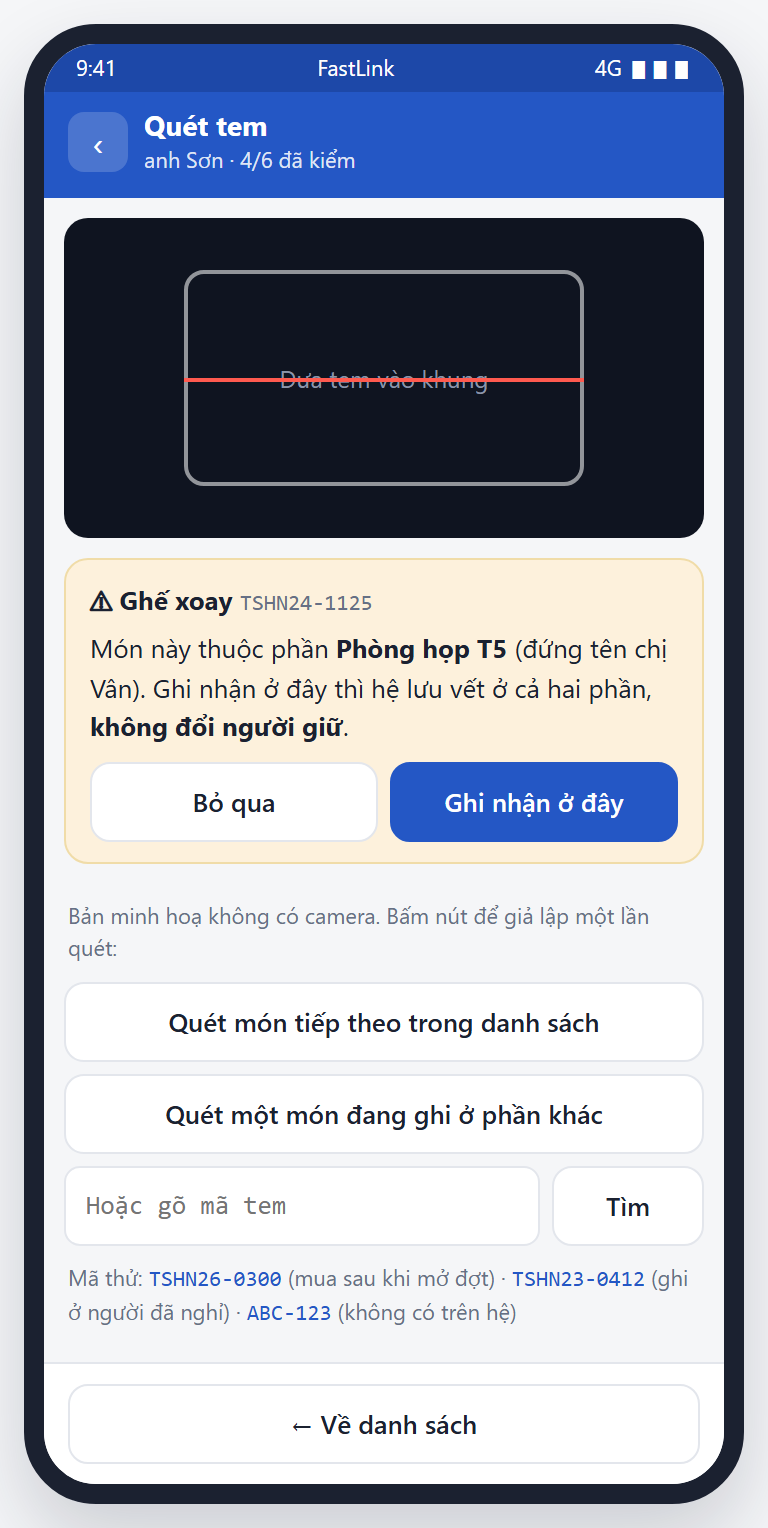 9:41 FastLink 4G
‹
Quét tem
anh Sơn · 4/6 đã kiểm
Đưa tem vào khung
⚠ Ghế xoay TSHN24-1125
Món này thuộc phần Phòng họp T5 (đứng tên chị
Vân). Ghi nhận ở đây thì hệ lưu vết ở cả hai phần,
không đổi người giữ.
Bỏ qua Ghi nhận ở đây
Bản minh hoạ không có camera. Bấm nút để giả lập một lần
quét:
Quét món tiếp theo trong danh sách
Quét một món đang ghi ở phần khác
Hoặc gõ mã tem Tìm
Mã thử: TSHN26-0300 (mua sau khi mở đợt) · TSHN23-0412 (ghi
ở người đã nghỉ) · ABC-123 (không có trên hệ)
← Về danh sách